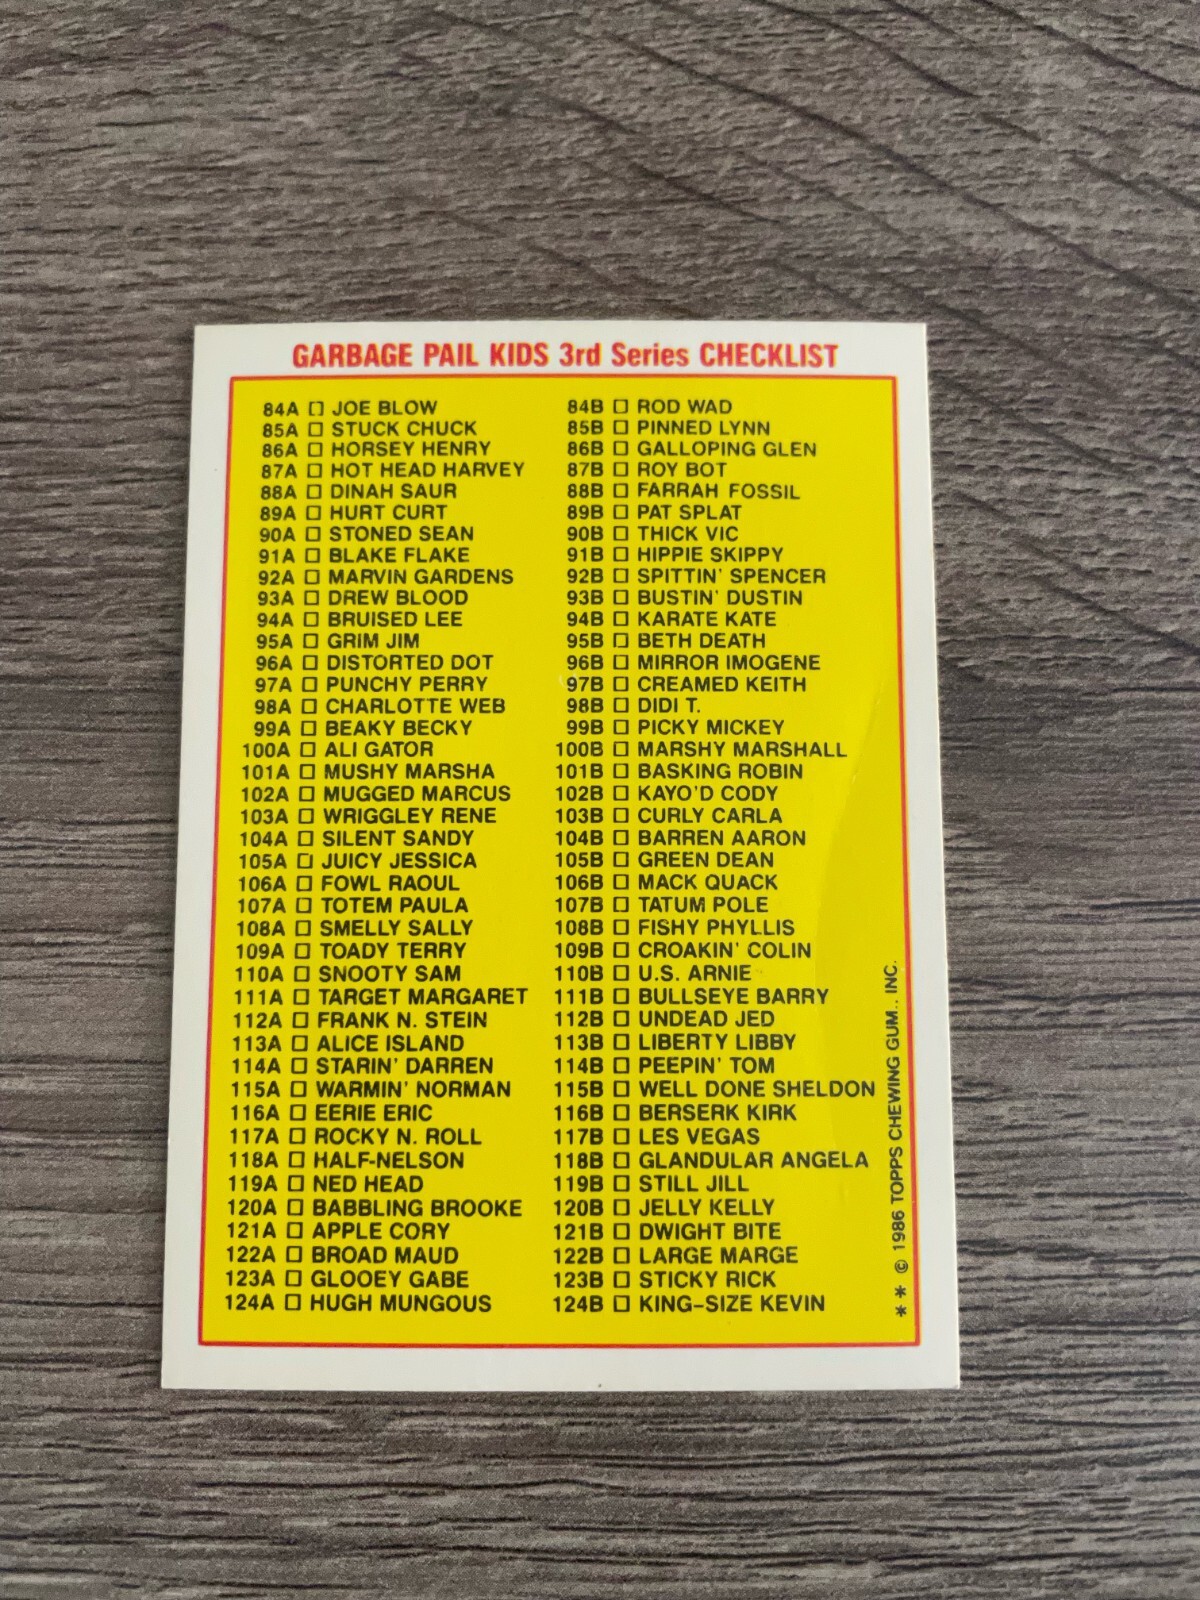 GARBAGE PAIL KIDS 3rd Series CHECKLIST
84A JOE BLOW 84B ROD WAD
85A STUCK CHUCK 85B PINNED LYNN
86A HORSEY HENRY 86B GALLOPING GLEN
87A HOT HEAD HARVEY 87B ROY BOT
88A DINAH SAUR 88B FARRAH FOSSIL
89A HURT CURT 89B PAT SPLAT
90A STONED SEAN 90B THICK VIC
91A BLAKE FLAKE 91B HIPPIE SKIPPY
92A MARVIN GARDENS 92B SPITTIN' SPENCER
93A DREW BLOOD 93B BUSTIN' DUSTIN
94A BRUISED LEE 94B KARATE KATE
95A GRIM JIM 95B BETH DEATH
96A DISTORTED DOT 96B MIRROR IMOGENE
97A PUNCHY PERRY 97B CREAMED KEITH
98A CHARLOTTE WEB 98B DIDI T.
99A BEAKY BECKY 99B PICKY MICKEY
100A ALI GATOR 100B MARSHY MARSHALL
101A MUSHY MARSHA 101B BASKING ROBIN
102A MUGGED MARCUS 102B KAYO'D CODY
103A WRIGGLEY RENE 103B CURLY CARLA
104A SILENT SANDY 104B BARREN AARON
105A JUICY JESSICA 105B GREEN DEAN
106A FOWL RAOUL 106B MACK QUACK
107A TOTEM PAULA 107B TATUM POLE
108A SMELLY SALLY 108B FISHY PHYLLIS
109A TOADY TERRY 109B CROAKIN' COLIN
110A SNOOTY SAM 110B U.S. ARNIE
111A TARGET MARGARET 111B BULLSEYE BARRY
112A FRANK N. STEIN 112B UNDEAD JED
113A ALICE ISLAND 113B LIBERTY LIBBY
114A STARIN' DARREN 114B PEEPIN' TOM
115A WARMIN' NORMAN 115B WELL DONE SHELDON
116A EERIE ERIC 116B BERSERK KIRK
117A ROCKY N. ROLL 117B LES VEGAS
118A HALF-NELSON 118B GLANDULAR ANGELA
119A NED HEAD 119B STILL JILL
120A BABBLING BROOKE 120B JELLY KELLY
121A APPLE CORY 121B DWIGHT BITE
122A BROAD MAUD 122B LARGE MARGE
123A GLOOEY GABE 123B STICKY RICK
124A HUGH MUNGOUS 124B KING-SIZE KEVIN
** © 1986 TOPPS CHEWING GUM., INC.